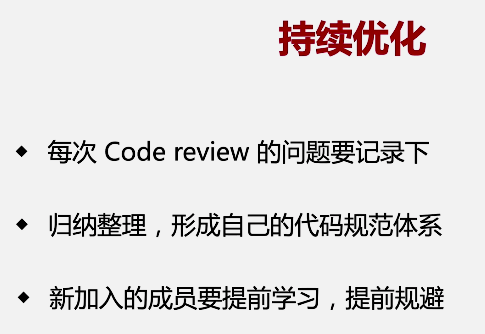 持续优化
◆ 每次 Code review 的问题要记录下
◆ 归纳整理，形成自己的代码规范体系
◆ 新加入的成员要提前学习，提前规避